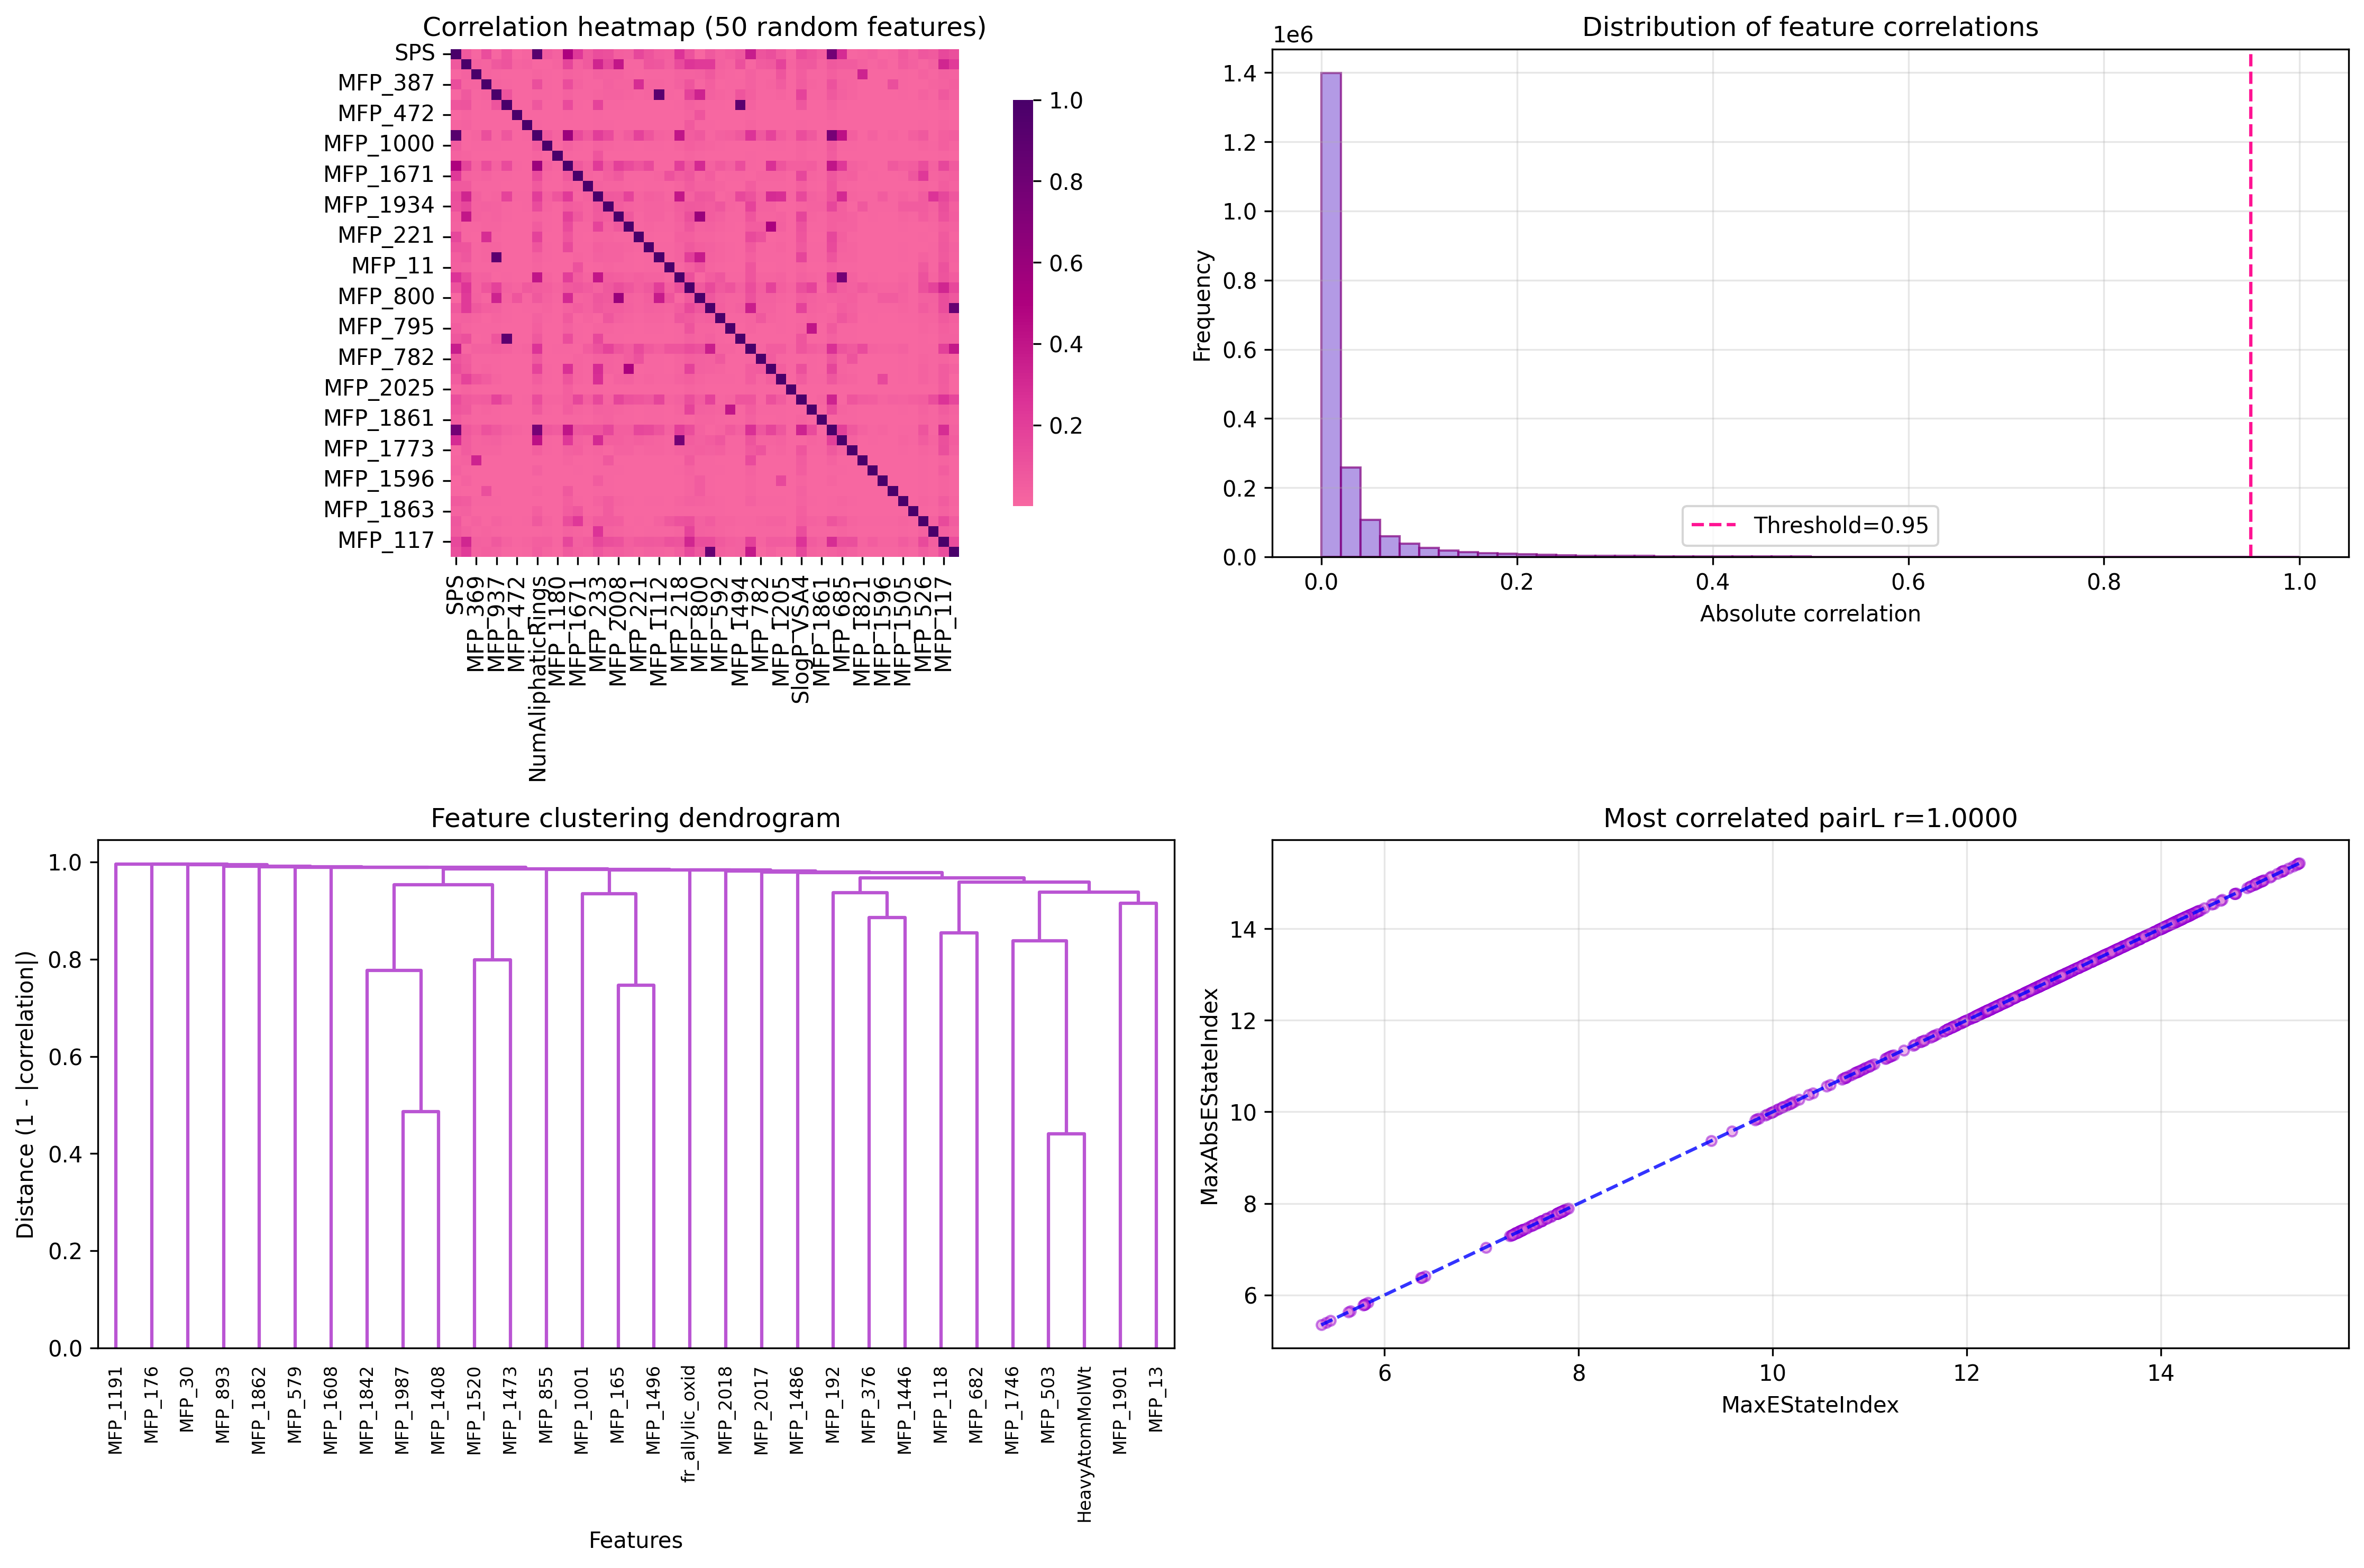 Correlation heatmap (50 random features)
SPS
MFP_387
MFP_472
MFP_1000
MFP_1671
MFP_1934
MFP_221
MFP_11
MFP_800
MFP_795
MFP_782
MFP_2025
MFP_1861
MFP_1773
MFP_1596
MFP_1863
MFP_117
SPS
MFP_369
MFP_937
MFP_472
NumAliphaticRings
MFP_1180
MFP_1671
MFP_233
MFP_2008
MFP_221
MFP_1112
MFP_218
MFP_800
MFP_592
MFP_1494
MFP_782
MFP_1205
SlogP_VSA4
MFP_1861
MFP_685
MFP_1821
MFP_1596
MFP_1505
MFP_526
MFP_117
1.0
0.8
0.6
0.4
0.2
Distribution of feature correlations
1e6
1.4
1.2
1.0
0.8
0.6
0.4
0.2
0.0
Frequency
Threshold=0.95
0.0 0.2 0.4 0.6 0.8 1.0
Absolute correlation
Feature clustering dendrogram
1.0
0.8
0.6
0.4
0.2
0.0
Distance (1 - |correlation|)
MFP_1191
MFP_176
MFP_30
MFP_893
MFP_1862
MFP_579
MFP_1608
MFP_1842
MFP_1987
MFP_1408
MFP_1520
MFP_1473
MFP_855
MFP_1001
MFP_165
MFP_1496
fr_allylic_oxid
MFP_2018
MFP_2017
MFP_1486
MFP_192
MFP_376
MFP_1446
MFP_118
MFP_682
MFP_1746
MFP_503
HeavyAtomMolWt
MFP_1901
MFP_13
Features
Most correlated pairL r=1.0000
14
12
10
8
6
MaxAbsEStateIndex
6 8 10 12 14
MaxEStateIndex